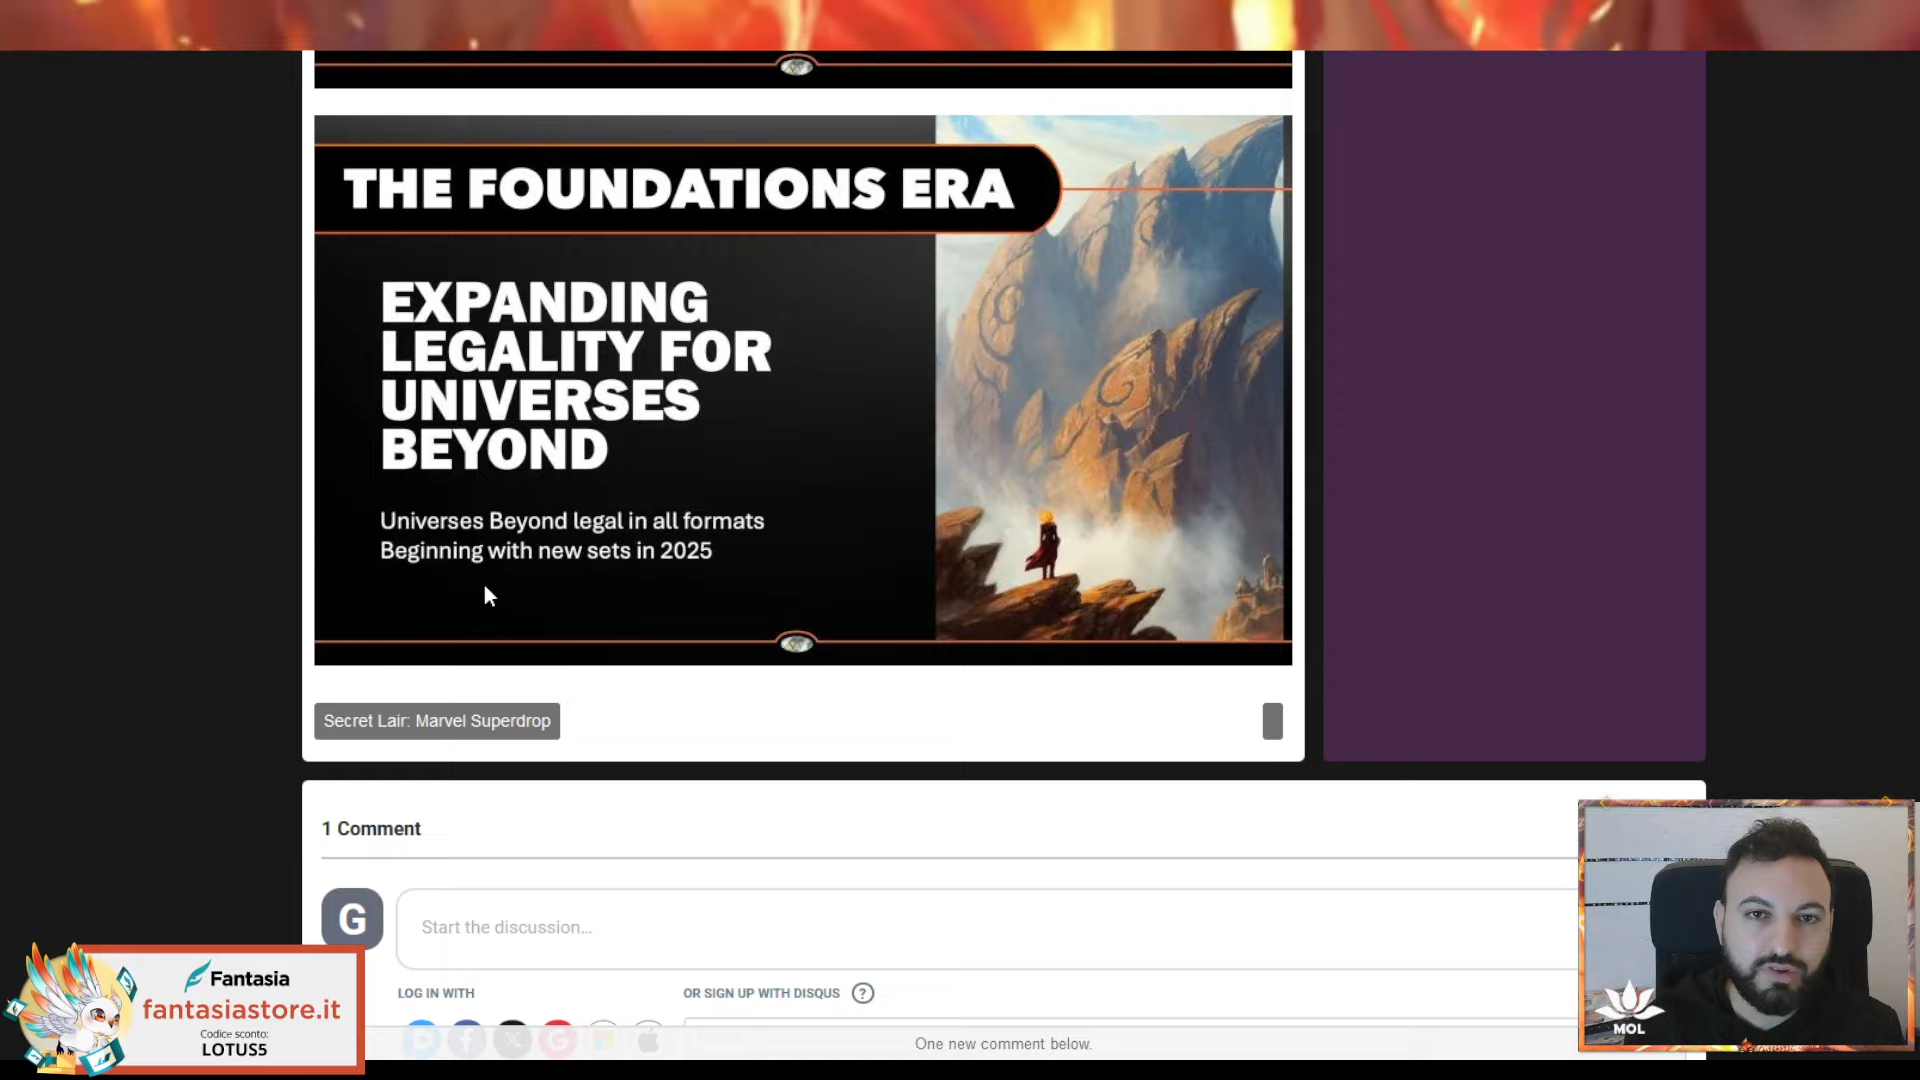 THE FOUNDATIONS ERA
EXPANDING
LEGALITY FOR
UNIVERSES
BEYOND
Universes Beyond legal in all formats
Beginning with new sets in 2025
Secret Lair: Marvel Superdrop
1 Comment
G
Start the discussion...
LOG IN WITH
OR SIGN UP WITH DISQUS ?
One new comment below.
Fantasia
fantasiastore.it
Codice sconto:
LOTUS5
MOL